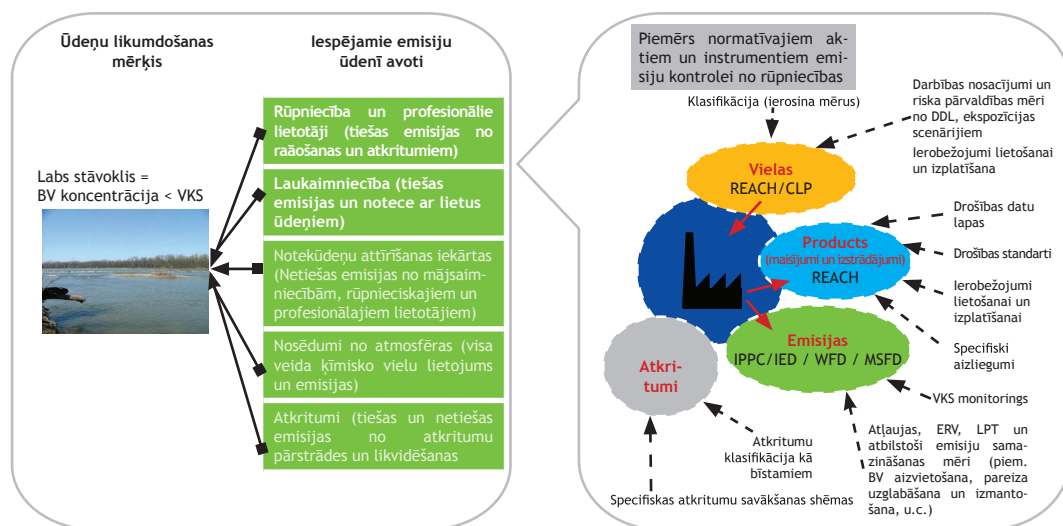 Ūdeņu likumdošanas
mērķis
Iespējamie emisiju
ūdenī avoti
Rūpniecība un profesionālie
lietotāji (tiešas emisijas no
raāošanas un atkritumiem)
Laukaimniecība (tiešas
emisijas un notece ar lietus
ūdeņiem)
Notekūdeņu attīrīšanas iekārtas
(Netiešas emisijas no mājsaim-
niecībām, rūpnieciskajiem un
profesionālajiem lietotājiem)
Nosēdumi no atmosfēras (visa
veida ķīmisko vielu lietojums
un emisijas)
Atkritumi (tiešas un netiešas
emisijas no atkritumu
pārstrādes un likvidēšanas
Labs stāvoklis =
BV koncentrācija < VKS
Piemērs normatīvajiem ak-
tiem un instrumentiem emi-
siju kontrolei no rūpniecības
Klasifikācija (ierosina mērus)
Darbības nosacījumi un
riska pārvaldības mēri
no DDL, ekspozīcijas
scenārijiem
Ierobežojumi lietošanai
un izplatīšana
Vielas
REACH/CLP
Products
(maisījumi un izstrādājumi)
REACH
Drošības datu
lapas
Drošības standarti
Ierobežojumi
lietošanai un
izplatīšanai
Specifiski
aizliegumi
Emisijas
IPPC/IED / WFD / MSFD
Atkri-
tumi
VKS monitorings
Atļaujas, ERV, LPT un
atbilstoši emisiju sama-
zināšanas mēri (piem.
BV aizvietošana, pareiza
uzglabāšana un izmanto-
šana, u.c.)
Atkritumu
klasifikācija kā
bīstamiem
Specifiskas atkritumu savākšanas shēmas